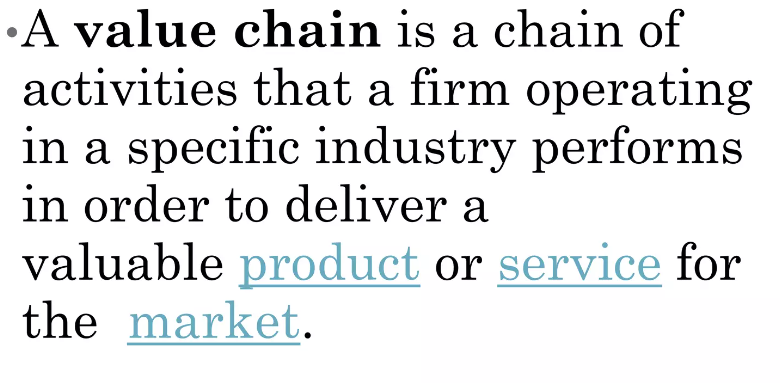 •A value chain is a chain of
activities that a firm operating
in a specific industry performs
in order to deliver a
valuable product or service for
the market.